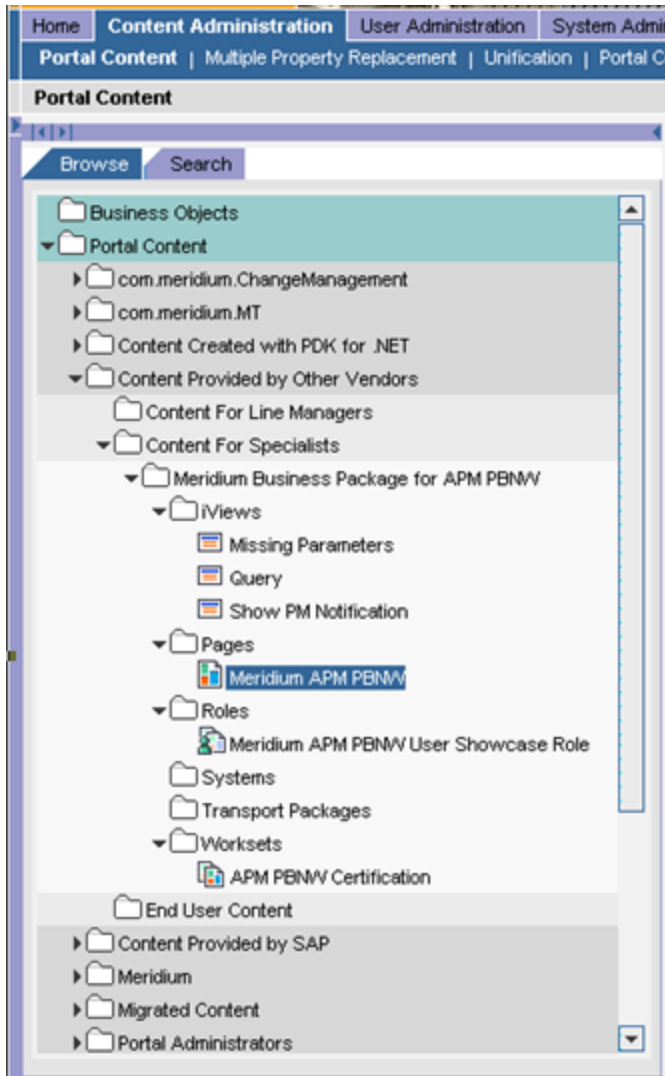 Home Content Administration User Administration System Admi
Portal Content | Multiple Property Replacement | Unification | Portal C
Portal Content
Browse Search
Business Objects
Portal Content
com.meridium.ChangeManagement
com.meridium.MT
Content Created with PDK for .NET
Content Provided by Other Vendors
Content For Line Managers
Content For Specialists
Meridium Business Package for APM PBNW
iViews
Missing Parameters
Query
Show PM Notification
Pages
Meridium APM PBNW
Roles
Meridium APM PBNW User Showcase Role
Systems
Transport Packages
Worksets
APM PBNW Certification
End User Content
Content Provided by SAP
Meridium
Migrated Content
Portal Administrators